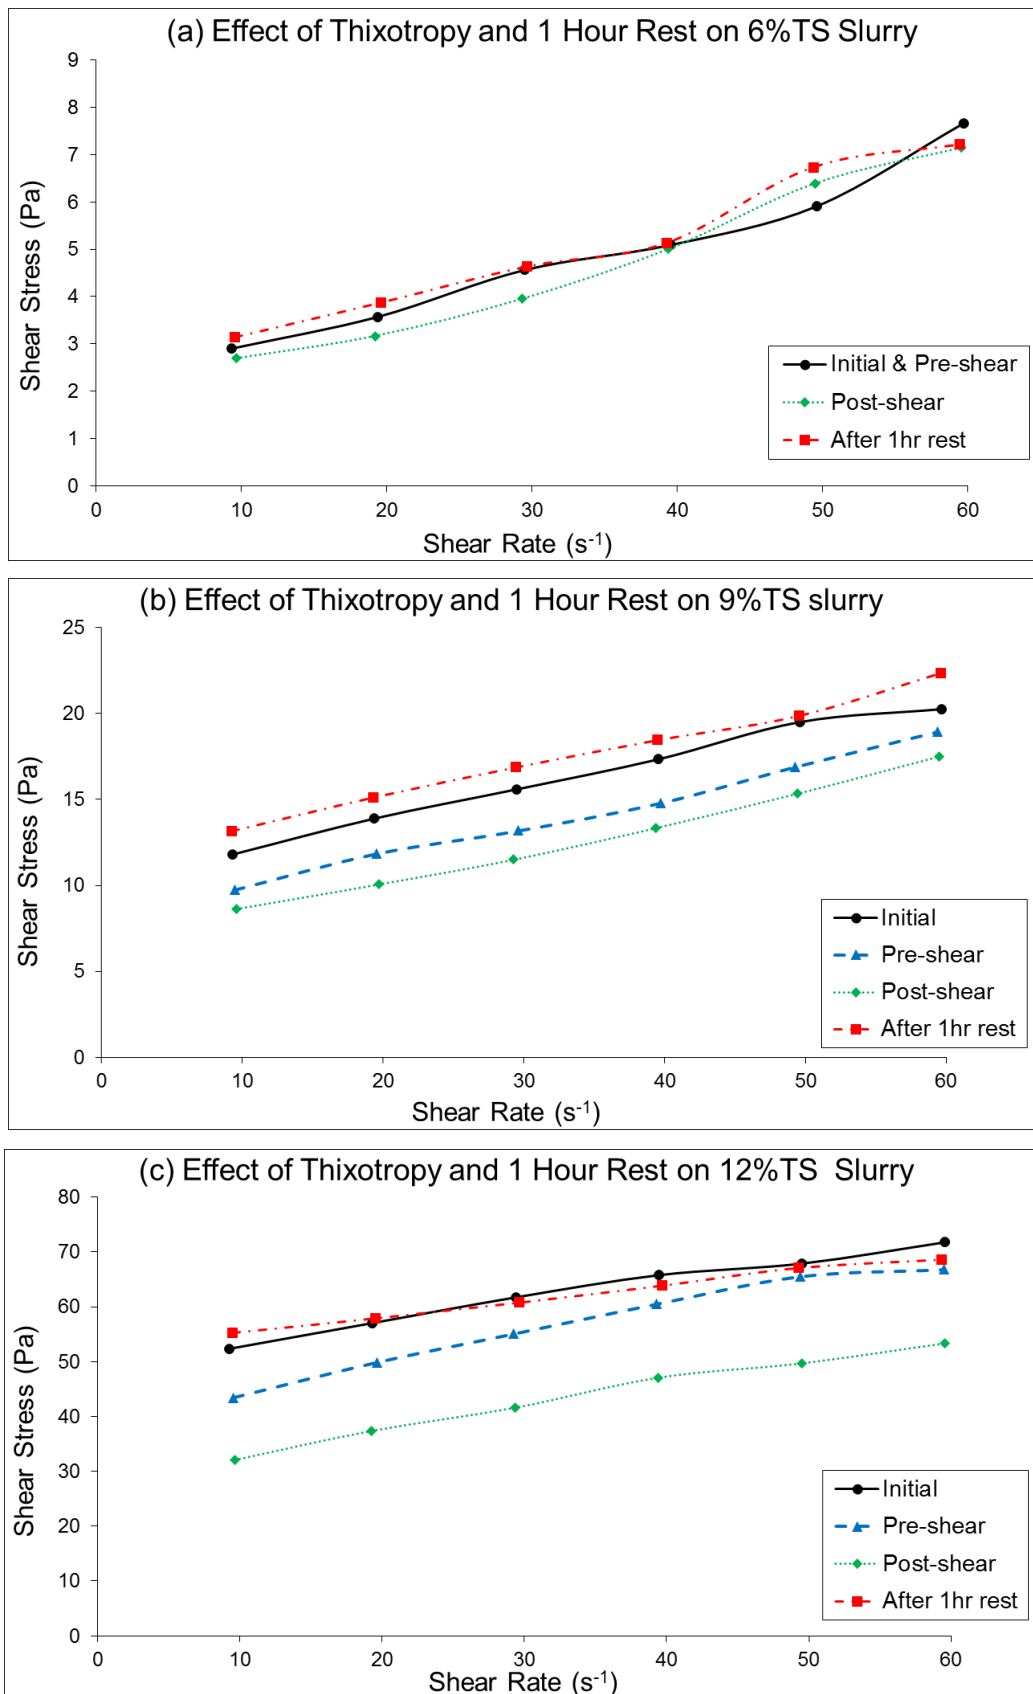 (a) Effect of Thixotropy and 1 Hour Rest on 6%TS Slurry
9
8
7
6
5
4
3
2
1
0
Shear Stress (Pa)
Initial & Pre-shear
Post-shear
After 1hr rest
0 10 20 30 40 50 60
Shear Rate (s⁻¹)
(b) Effect of Thixotropy and 1 Hour Rest on 9%TS slurry
25
20
15
10
5
0
Shear Stress (Pa)
Initial
Pre-shear
Post-shear
After 1hr rest
0 10 20 30 40 50 60
Shear Rate (s⁻¹)
(c) Effect of Thixotropy and 1 Hour Rest on 12%TS Slurry
80
70
60
50
40
30
20
10
0
Shear Stress (Pa)
Initial
Pre-shear
Post-shear
After 1hr rest
0 10 20 30 40 50 60
Shear Rate (s⁻¹)